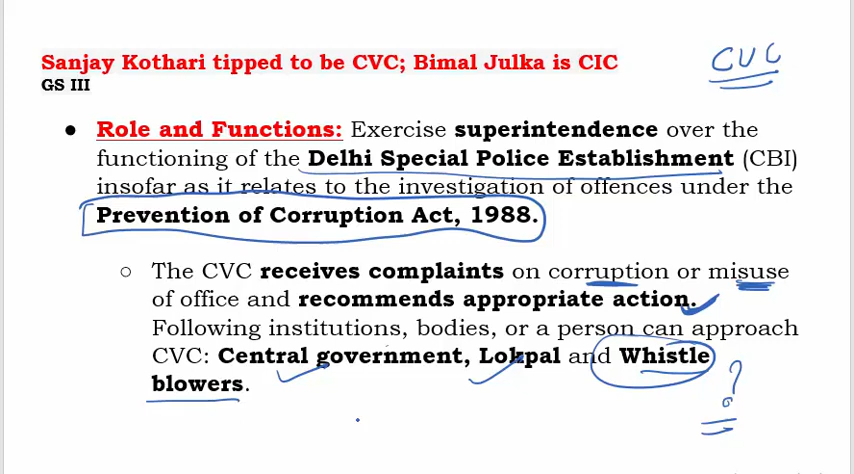 Sanjay Kothari tipped to be CVC; Bimal Julka is CIC
CVC
GS III
● Role and Functions: Exercise superintendence over the
functioning of the Delhi Special Police Establishment (CBI)
insofar as it relates to the investigation of offences under the
Prevention of Corruption Act, 1988.
○ The CVC receives complaints on corruption or misuse
of office and recommends appropriate action.
Following institutions, bodies, or a person can approach
CVC: Central government, Lokpal and Whistle
blowers.
?